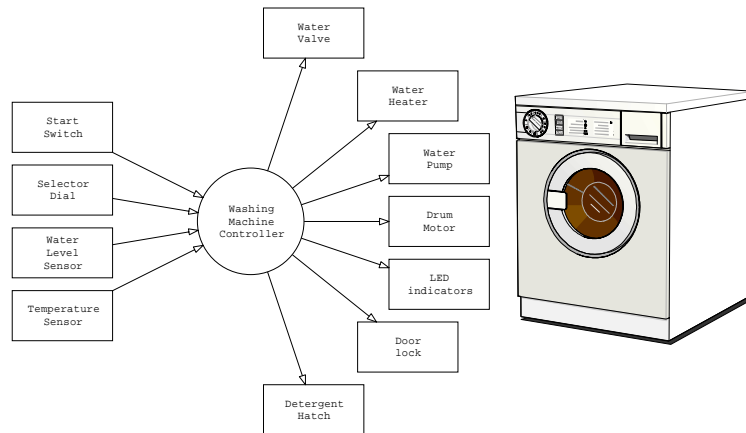 Water
Valve
Water
Heater
Start
Switch
Water
Pump
Selector
Dial
Washing
Machine
Controller
Drum
Motor
Water
Level
Sensor
LED
indicators
Temperature
Sensor
Door
lock
Detergent
Hatch